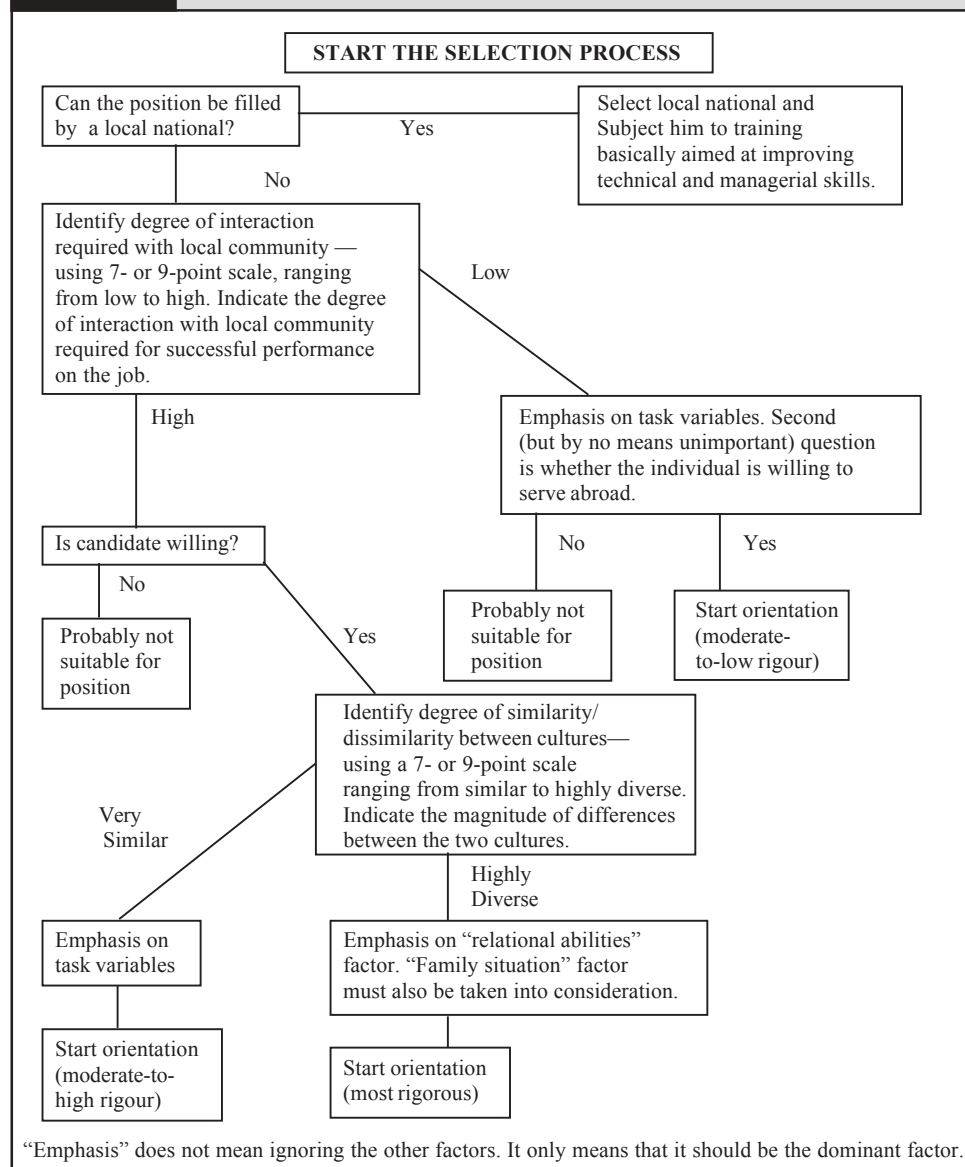 START THE SELECTION PROCESS
Can the position be filled
by a local national?
Yes
Select local national and
Subject him to training
basically aimed at improving
technical and managerial skills.
No
Identify degree of interaction
required with local community —
using 7- or 9-point scale, ranging
from low to high. Indicate the degree
of interaction with local community
required for successful performance
on the job.
Low
High
Emphasis on task variables. Second
(but by no means unimportant) question
is whether the individual is willing to
serve abroad.
Is candidate willing?
No
Yes
No
Probably not
suitable for
position
Yes
Probably not
suitable for
position
Start orientation
(moderate-
to-low rigour)
Identify degree of similarity/
dissimilarity between cultures—
using a 7- or 9-point scale
ranging from similar to highly diverse.
Indicate the magnitude of differences
between the two cultures.
Very
Similar
Highly
Diverse
Emphasis on
task variables
Emphasis on “relational abilities”
factor. “Family situation” factor
must also be taken into consideration.
Start orientation
(moderate-to-
high rigour)
Start orientation
(most rigorous)
“Emphasis” does not mean ignoring the other factors. It only means that it should be the dominant factor.